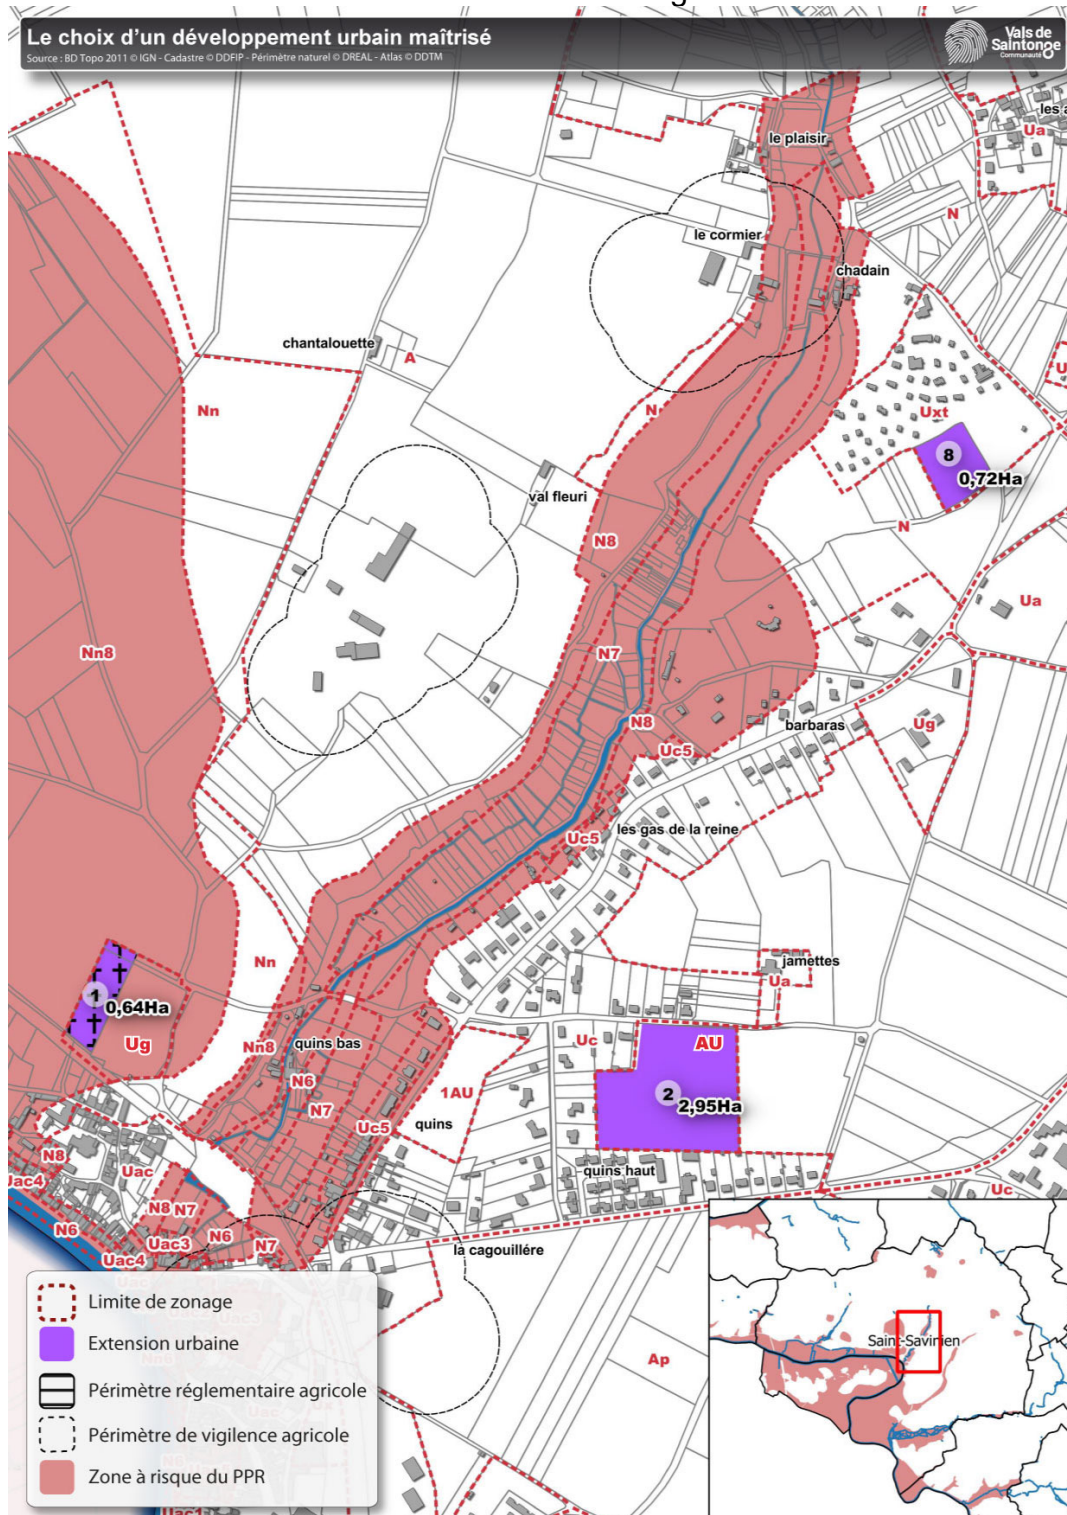 Le choix d'un développement urbain maîtrisé
Source : BD Topo 2011 © IGN - Cadastre © DDFIP - Périmètre naturel © DREAL - Atlas © DDTM
Vals de
Saintonge
Communauté
les a
Ua
le plaisir
N
le cormier
chadain
chantalouette
A
U
Nn
N
Uxt
8
0,72Ha
val fleuri
N
N8
Ua
Nn8
N7
N8
barbaras
Ug
Uc5
les gas de la reine
Uc5
Nn
jamettes
Ua
1
0,64Ha
Ug
Nn8
quins bas
Uc
AU
N6
1AU
2
2,95Ha
N7
Uc5
quins
N8
Uac
quins haut
Uac4
Uc
N8
N7
N6
N6
Uac3
N7
Uac4
la cagouillére
Limite de zonage
Extension urbaine
Périmètre réglementaire agricole
Périmètre de vigilence agricole
Zone à risque du PPR
Ap
Saint-Savinien
Uac1